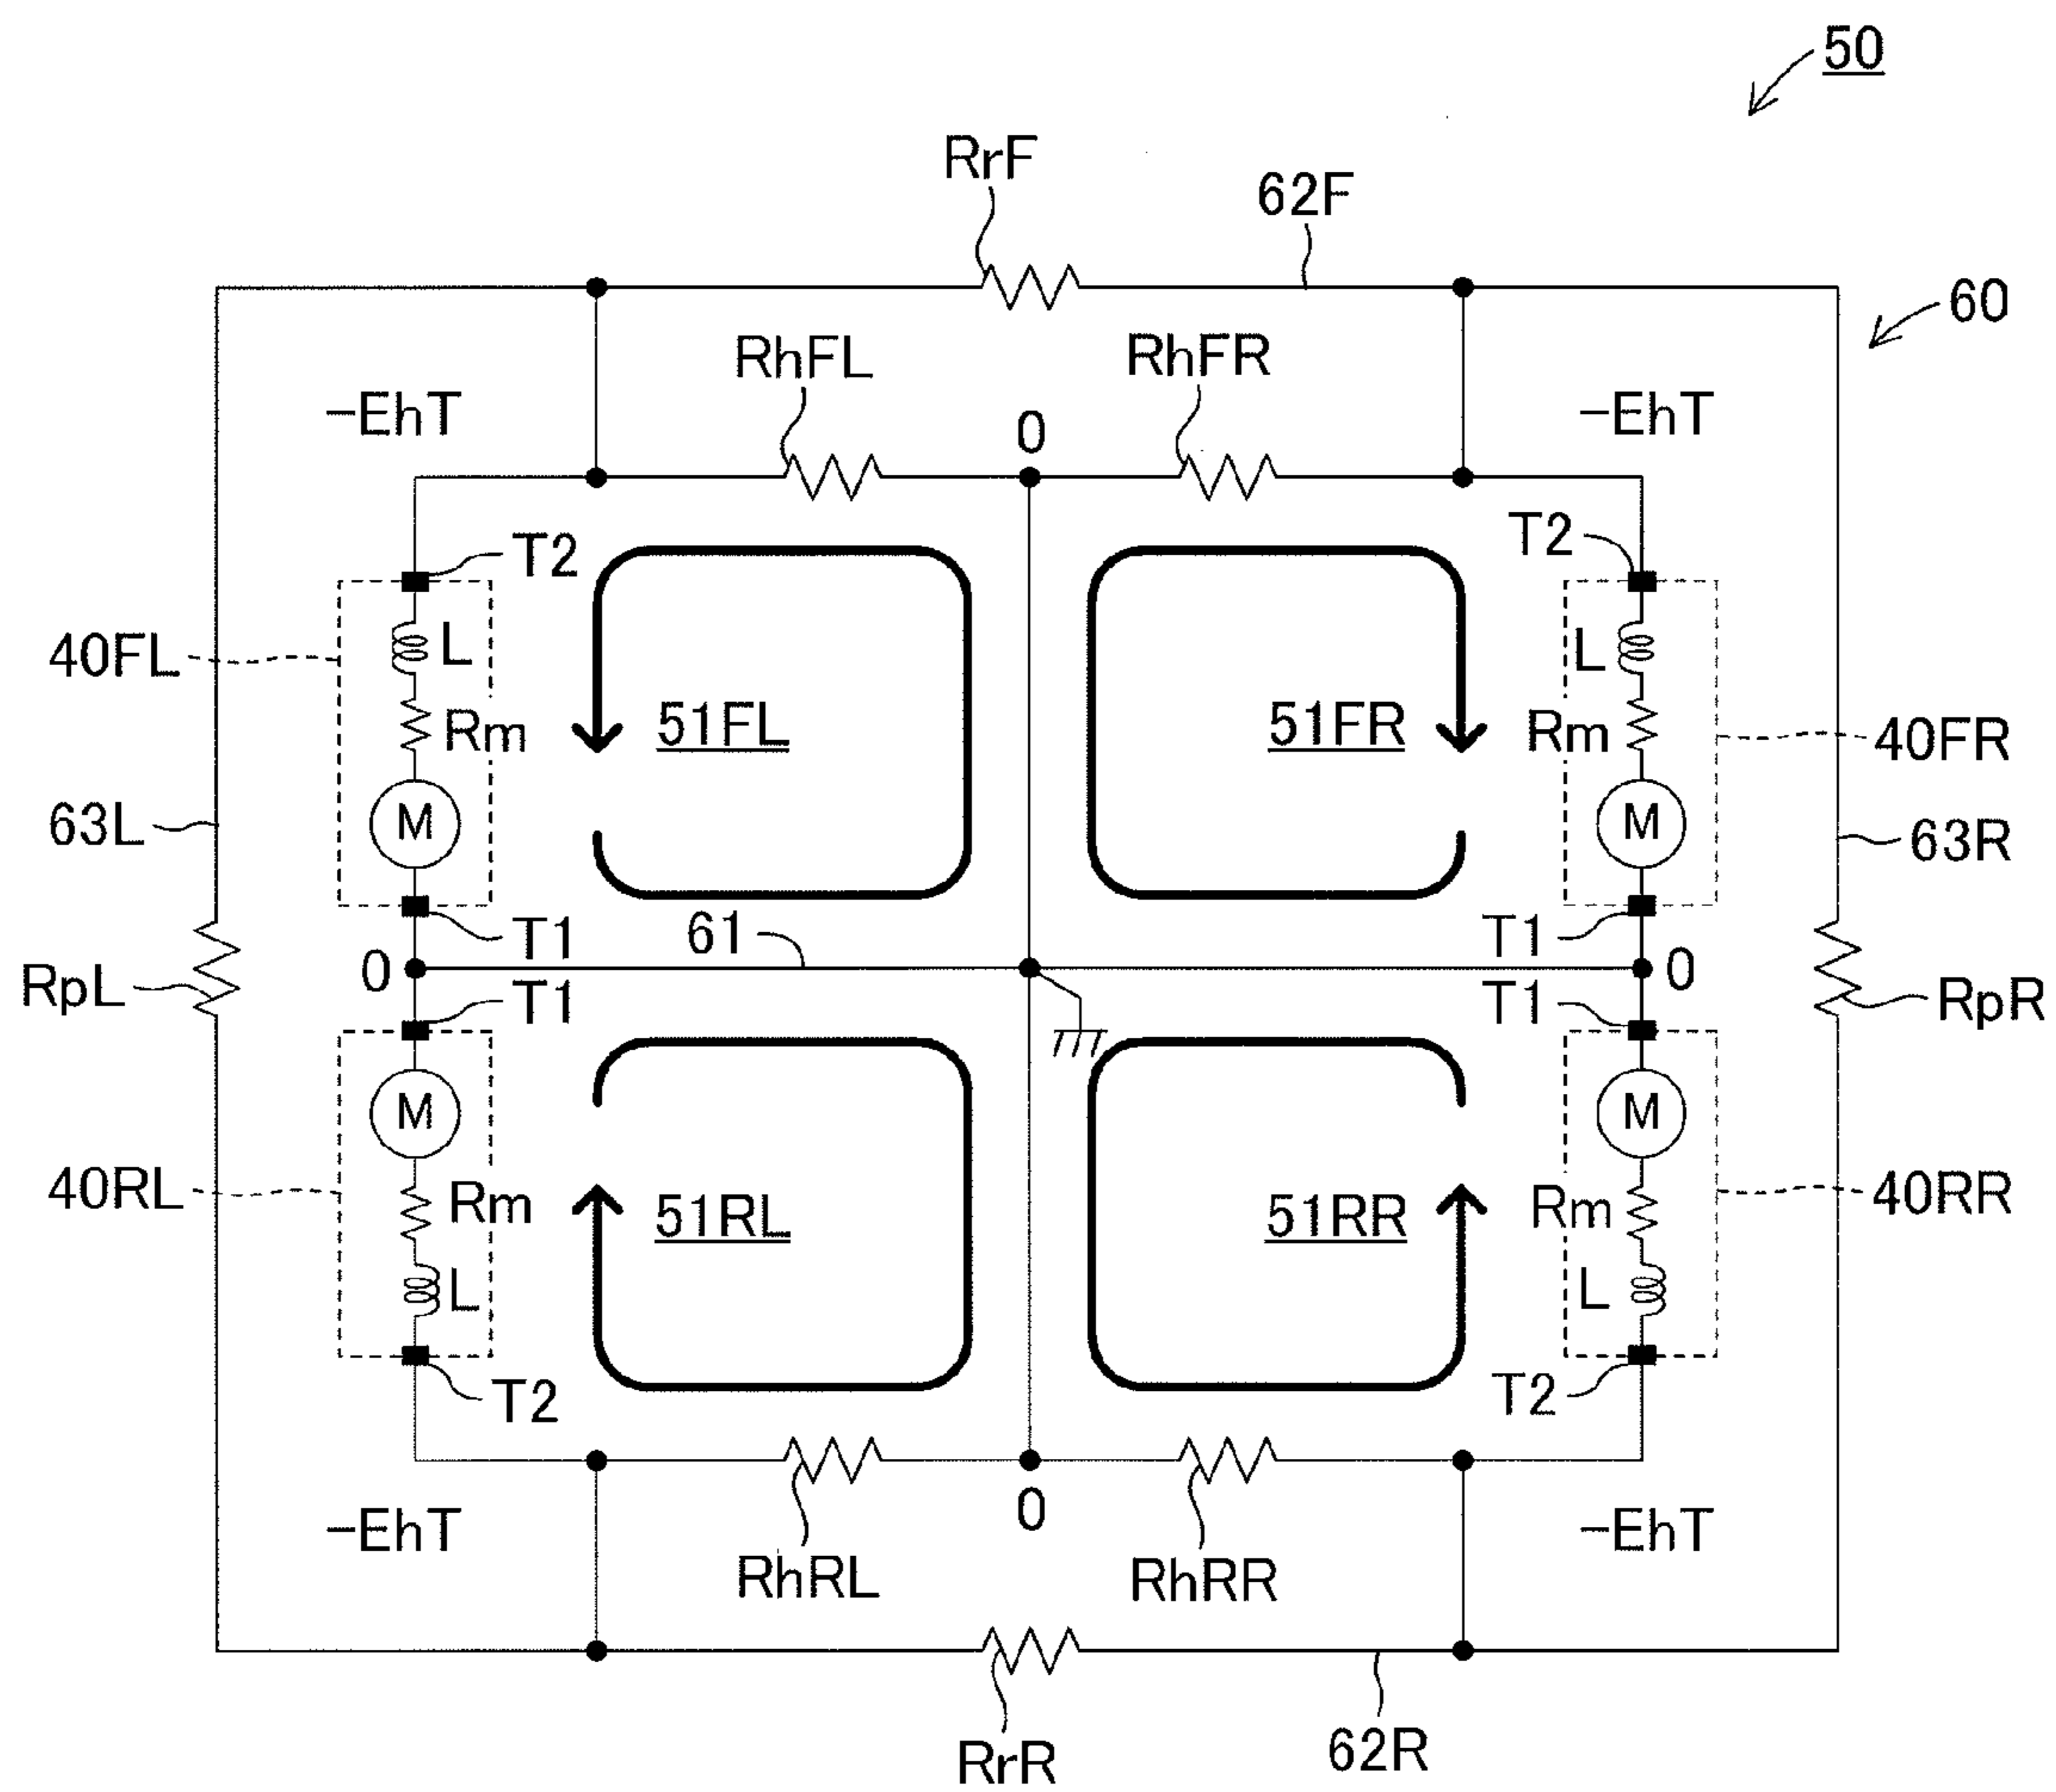 50
RrF
62F
60
RhFL
RhFR
-EhT
0
-EhT
T2
T2
40FL
L
L
Rm
51FL
51FR
Rm
40FR
63L
M
M
63R
T1
61
T1
0
0
RpL
T1
T1
RpR
M
M
40RL
Rm
51RL
51RR
Rm
40RR
L
L
T2
T2
0
-EhT
-EhT
RhRL
RhRR
RrR
62R